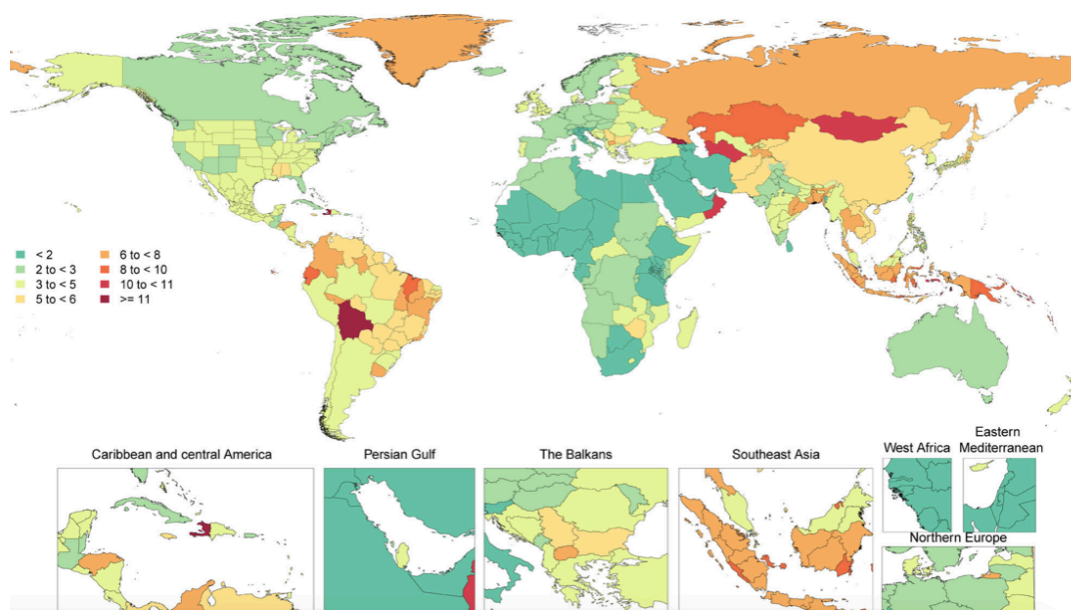 < 2
2 to < 3
3 to < 5
5 to < 6
6 to < 8
8 to < 10
10 to < 11
>= 11
Caribbean and central America
Persian Gulf
The Balkans
Southeast Asia
West Africa
Eastern
Mediterranean
Northern Europe